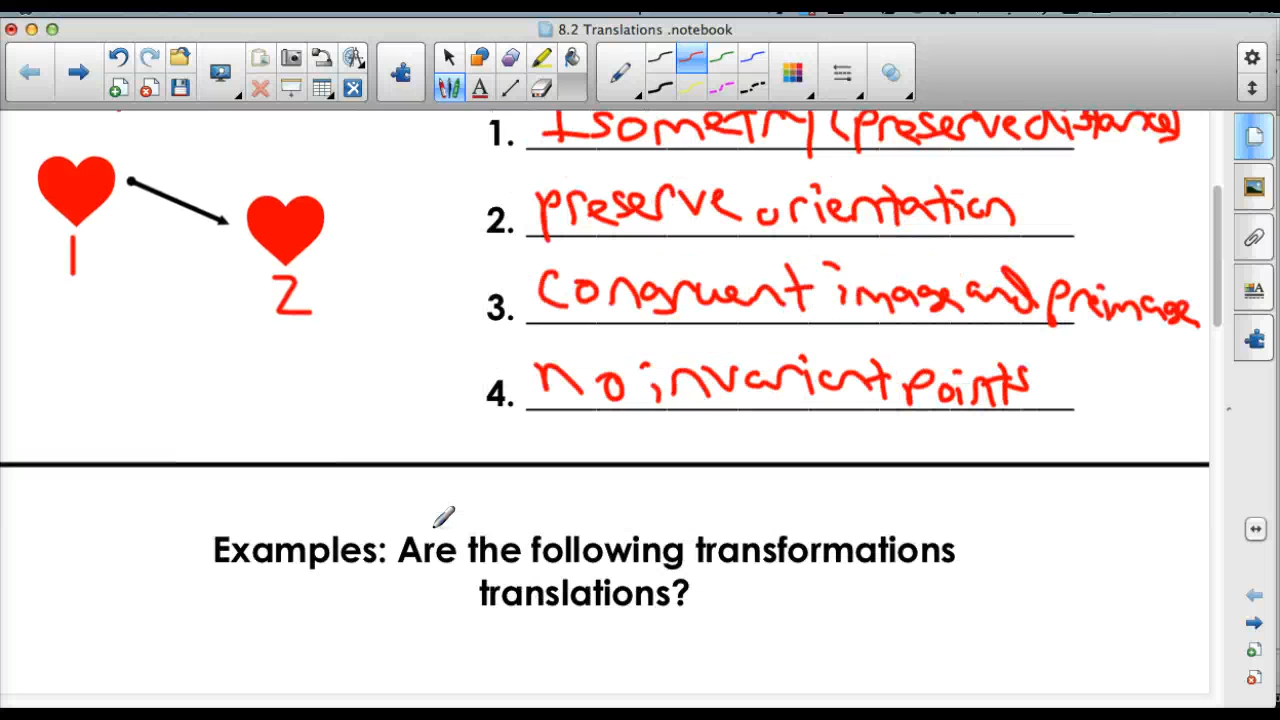 8.2 Translations .notebook
1. Isometry (preserve distance)
2. preserve orientation
3. Congruent image and preimage
4. no invariant points
1
2
Examples: Are the following transformations
translations?